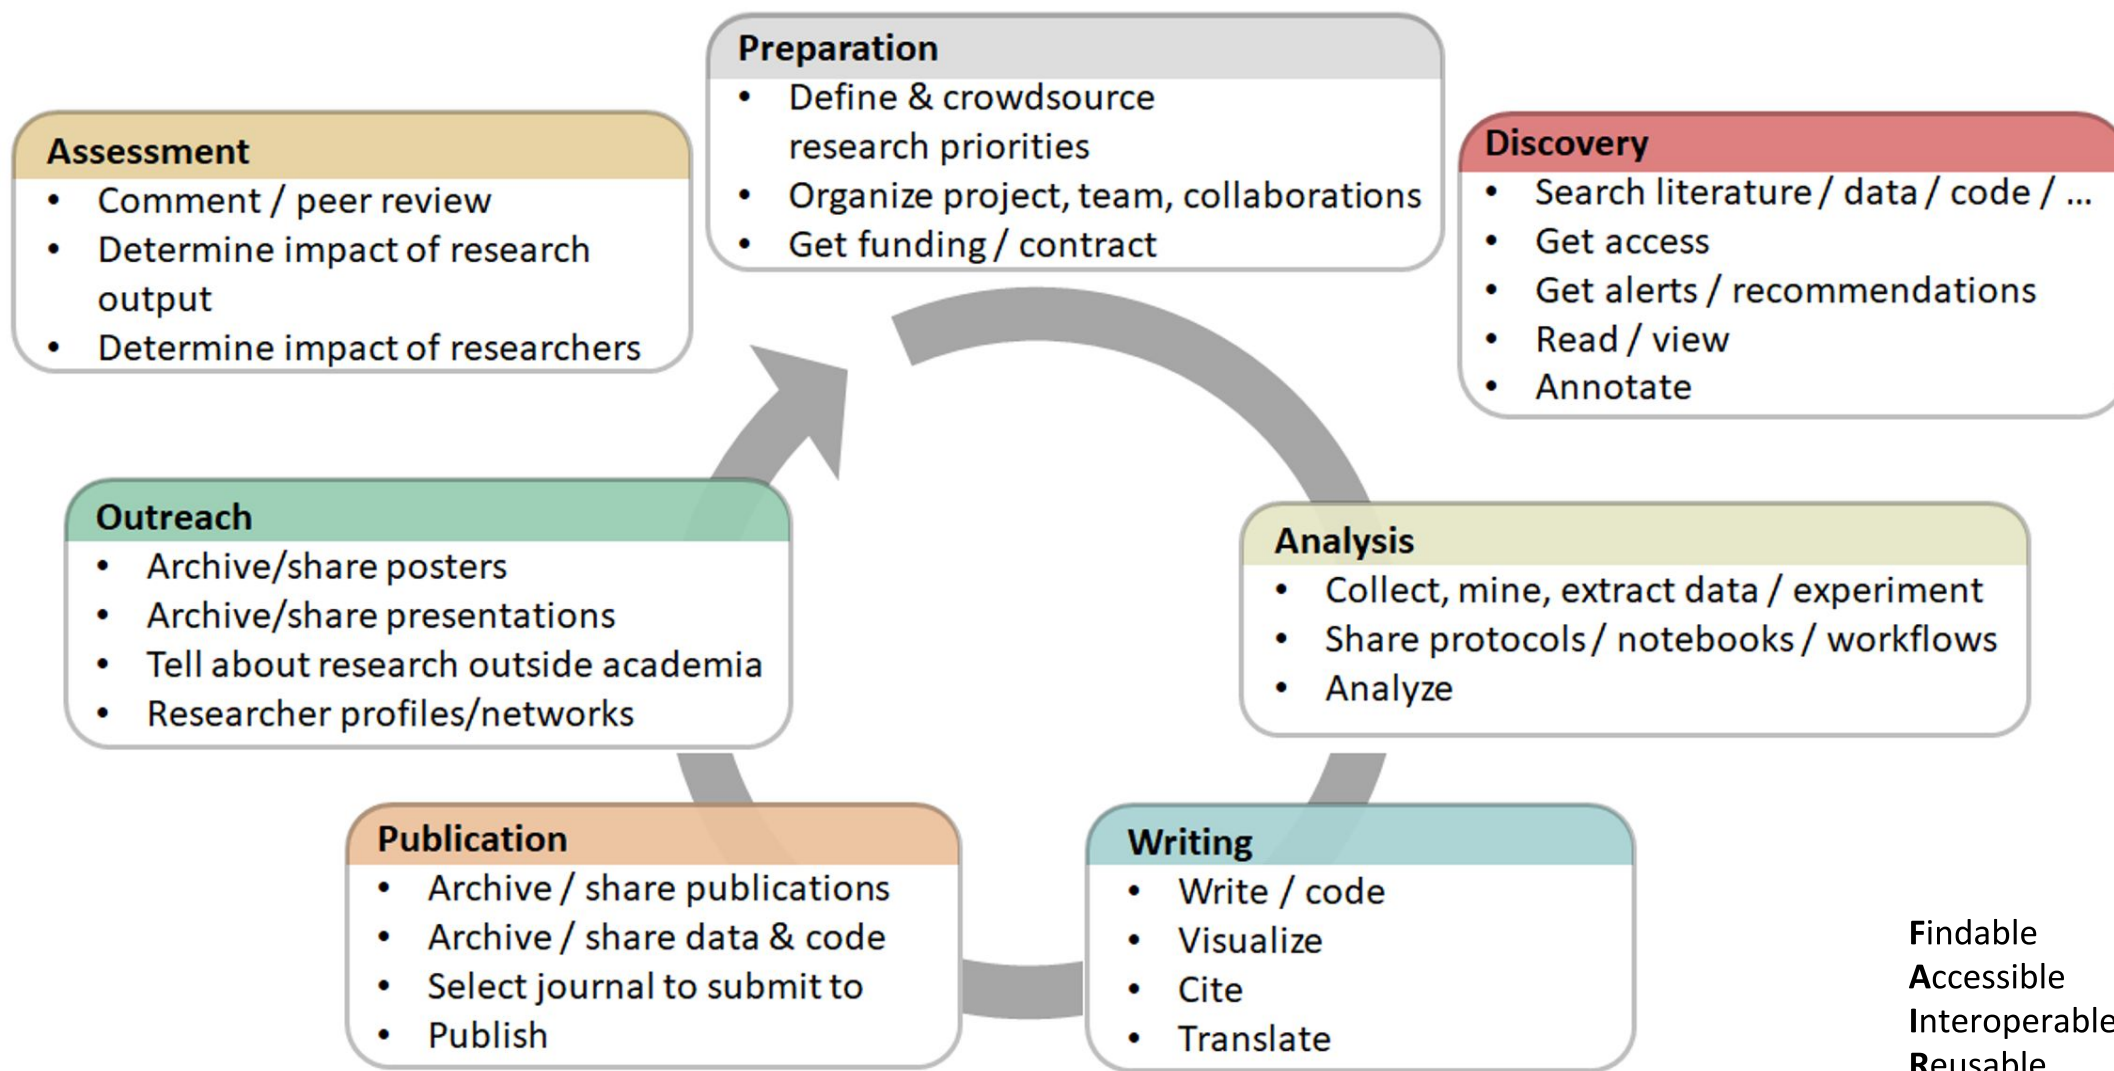 Preparation
• Define & crowdsource
research priorities
• Organize project, team, collaborations
• Get funding / contract
Discovery
• Search literature / data / code / ...
• Get access
• Get alerts / recommendations
• Read / view
• Annotate
Analysis
• Collect, mine, extract data / experiment
• Share protocols / notebooks / workflows
• Analyze
Writing
• Write / code
• Visualize
• Cite
• Translate
Publication
• Archive / share publications
• Archive / share data & code
• Select journal to submit to
• Publish
Outreach
• Archive/share posters
• Archive/share presentations
• Tell about research outside academia
• Researcher profiles/networks
Assessment
• Comment / peer review
• Determine impact of research
output
• Determine impact of researchers
Findable
Accessible
Interoperable
Reusable